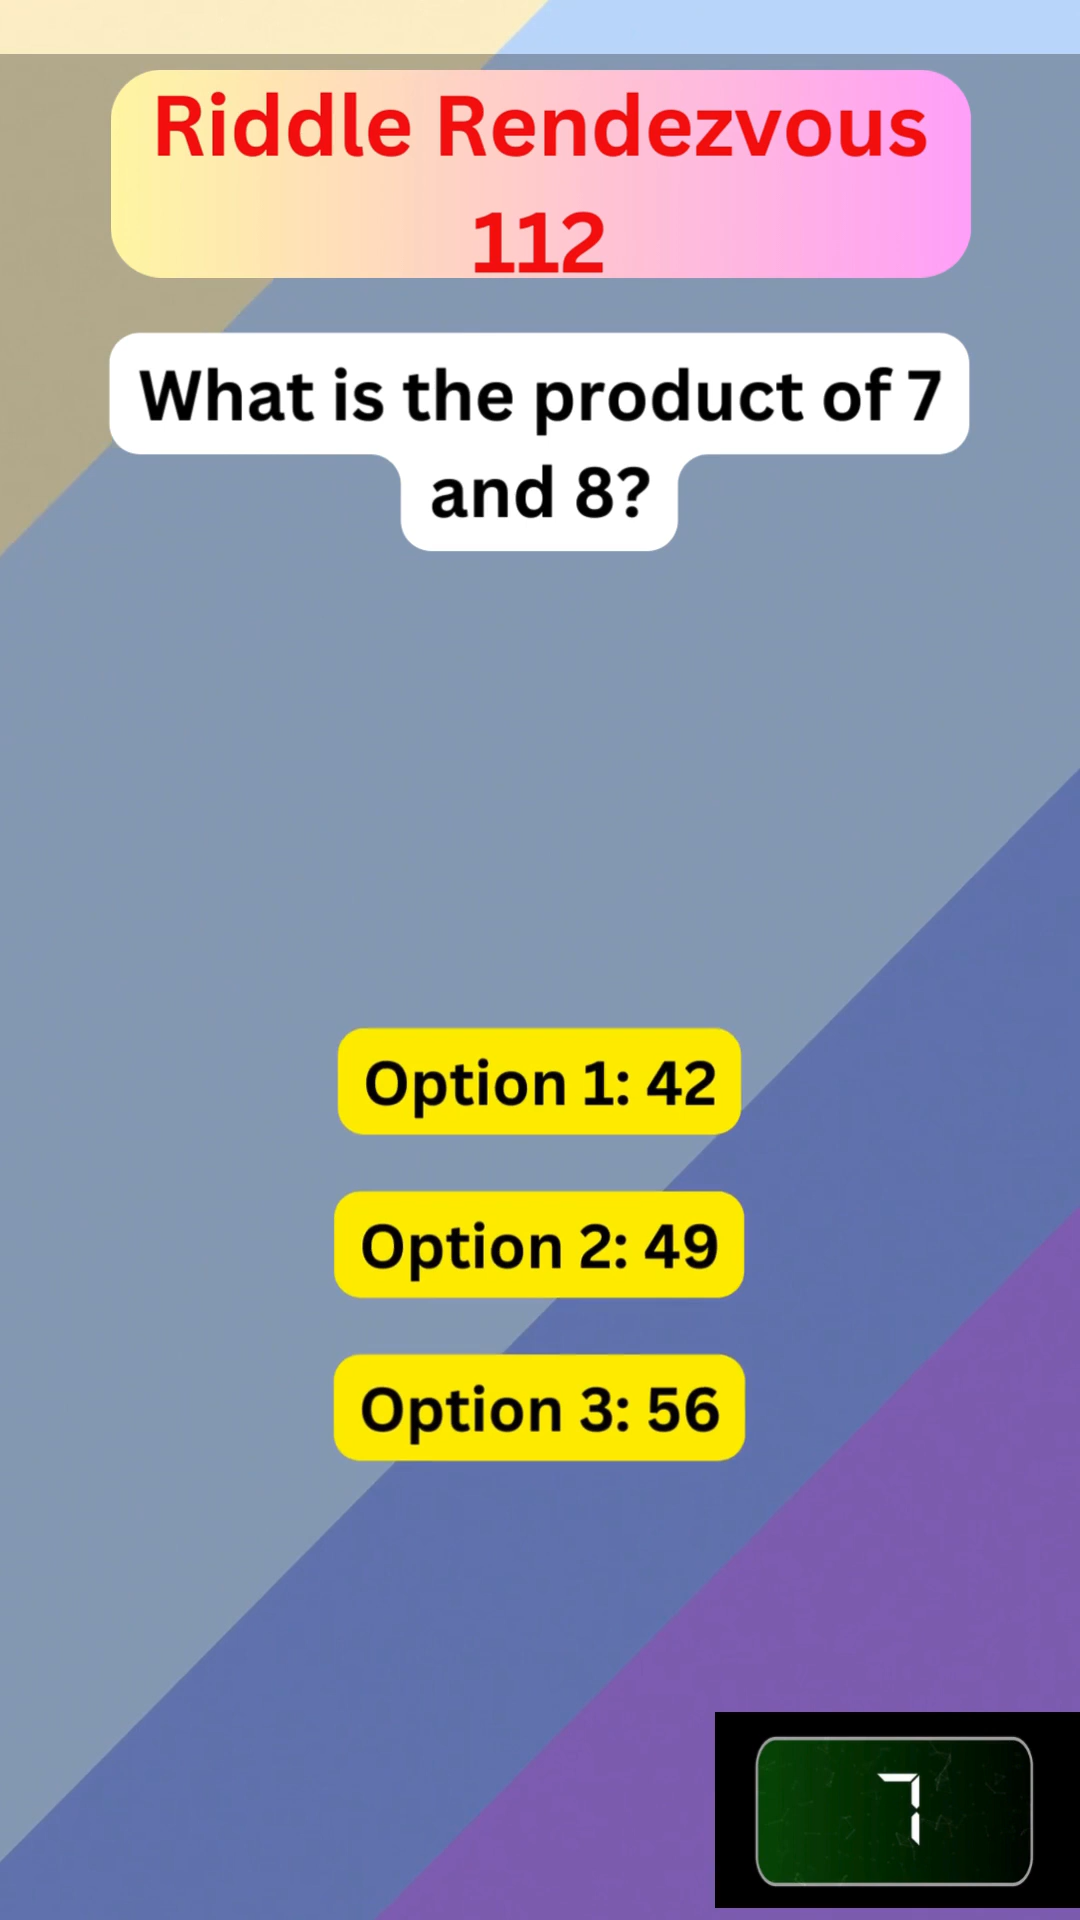 Riddle Rendezvous
112
What is the product of 7
and 8?
Option 1: 42
Option 2: 49
Option 3: 56
7